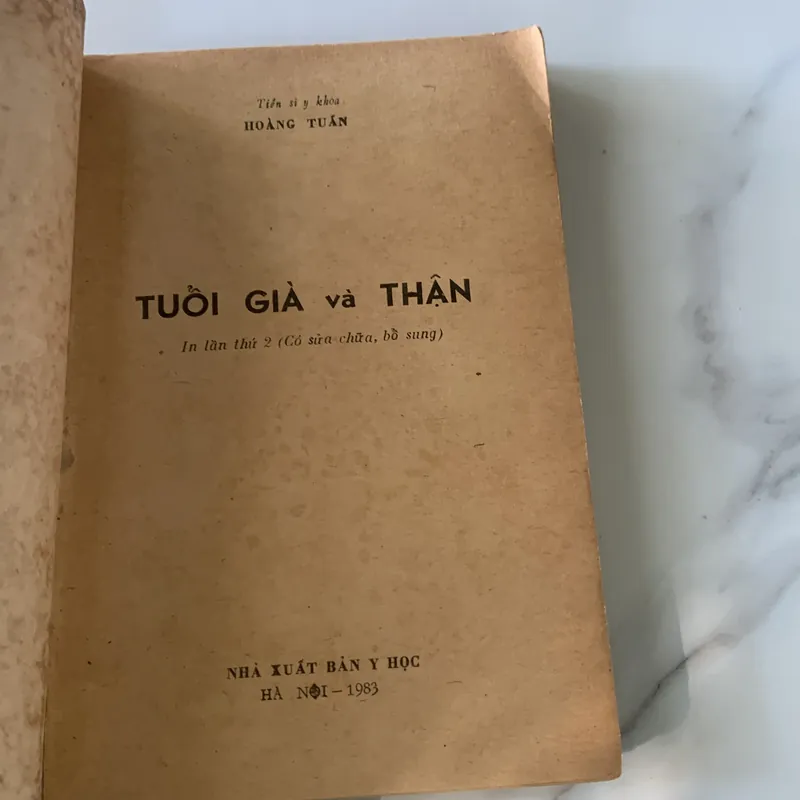 Tiến sĩ y khoa
HOÀNG TUẤN
TUỔI GIÀ và THẬN
In lần thứ 2 (Có sửa chữa, bổ sung)
NHÀ XUẤT BẢN Y HỌC
HÀ NỘI – 1983